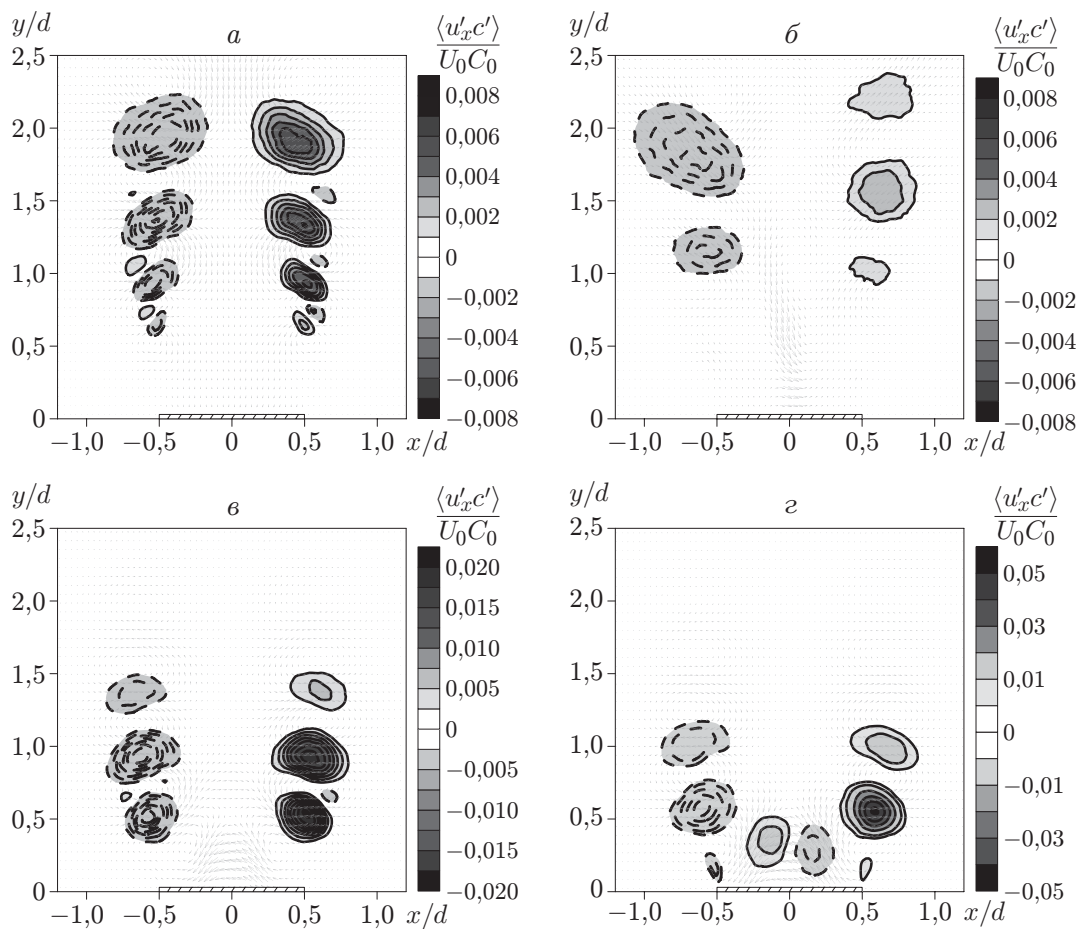 y/d
а
⟨u′ₓc′⟩
U₀C₀
2,5
2,0
1,5
1,0
0,5
0
−1,0 −0,5 0 0,5 x/d 1,0
0,008
0,006
0,004
0,002
0
−0,002
−0,004
−0,006
−0,008
y/d
б
⟨u′ₓc′⟩
U₀C₀
2,5
2,0
1,5
1,0
0,5
0
−1,0 −0,5 0 0,5 1,0 x/d
0,008
0,006
0,004
0,002
0
−0,002
−0,004
−0,006
−0,008
y/d
в
⟨u′ₓc′⟩
U₀C₀
2,5
2,0
1,5
1,0
0,5
0
−1,0 −0,5 0 0,5 1,0 x/d
0,020
0,015
0,010
0,005
0
−0,005
−0,010
−0,015
−0,020
y/d
г
⟨u′ₓc′⟩
U₀C₀
2,5
2,0
1,5
1,0
0,5
0
−1,0 −0,5 0 0,5 1,0 x/d
0,05
0,03
0,01
0
−0,01
−0,03
−0,05